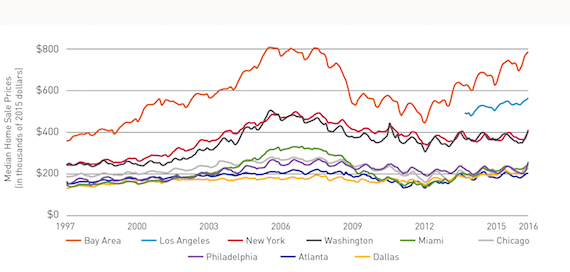 Median Home Sale Prices
[in thousands of 2015 dollars]
$800
$600
$400
$200
$0
1997 2000 2003 2006 2009 2012 2015 2016
Bay Area Los Angeles New York Washington Miami Chicago
Philadelphia Atlanta Dallas